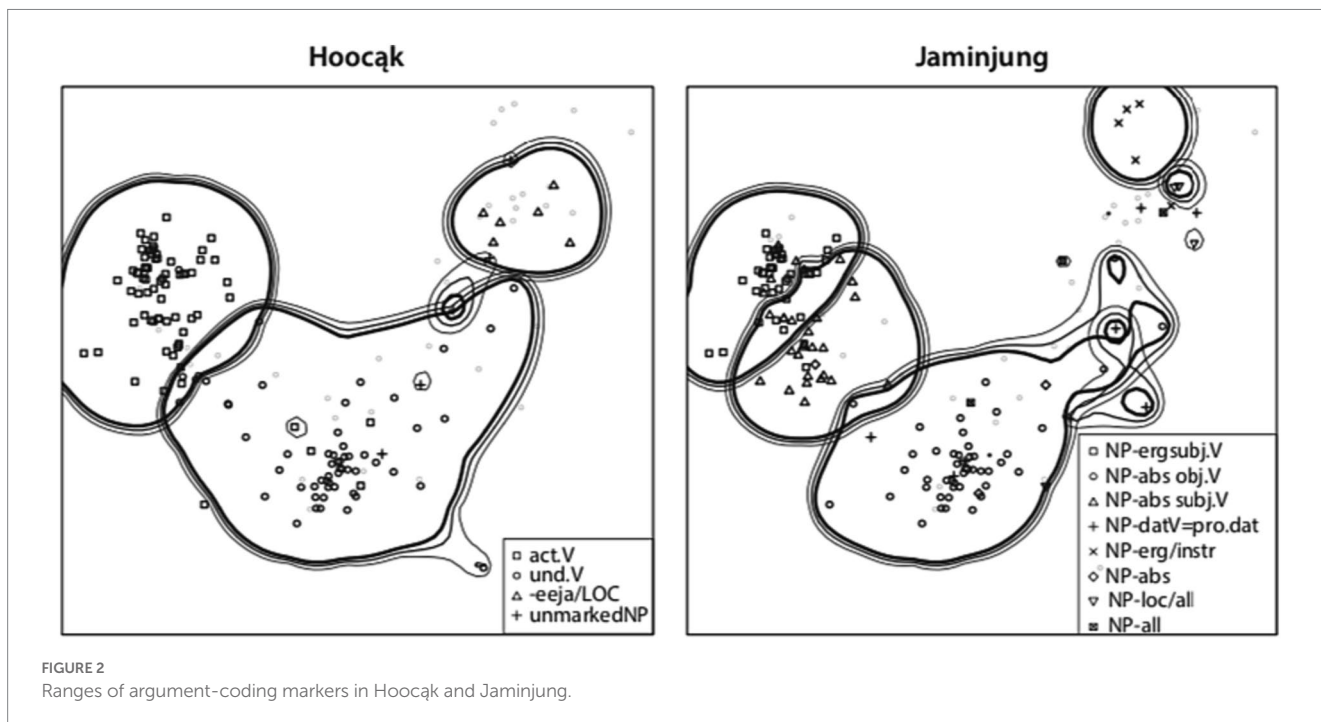 Hoocąk
Jaminjung
act.V
und.V
-eeja/LOC
unmarkedNP
NP-ergsubj.V
NP-abs obj.V
NP-abs subj.V
NP-datV=pro.dat
NP-erg/instr
NP-abs
NP-loc/all
NP-all
FIGURE 2
Ranges of argument-coding markers in Hoocąk and Jaminjung.